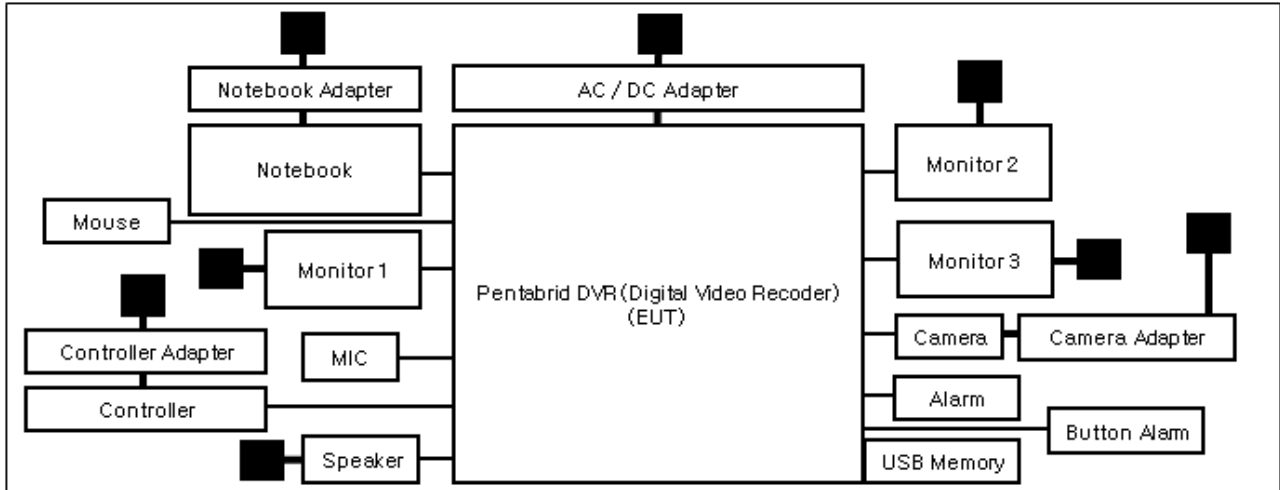 Notebook Adapter
AC / DC Adapter
Notebook
Monitor 2
Mouse
Monitor 1
Monitor 3
Pentabrid DVR(Digital Video Recoder)
(EUT)
Controller Adapter
MIC
Camera
Camera Adapter
Controller
Alarm
Button Alarm
Speaker
USB Memory